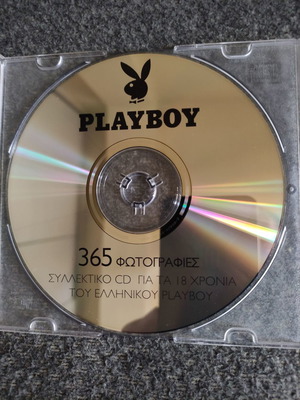 PLAYBOY
365 ΦΩΤΟΓΡΑΦΙΕΣ
ΣΥΛΛΕΚΤΙΚΟ CD ΓΙΑ ΤΑ 18 ΧΡΟΝΙΑ
ΤΟΥ ΕΛΛΗΝΙΚΟΥ PLAYBOY